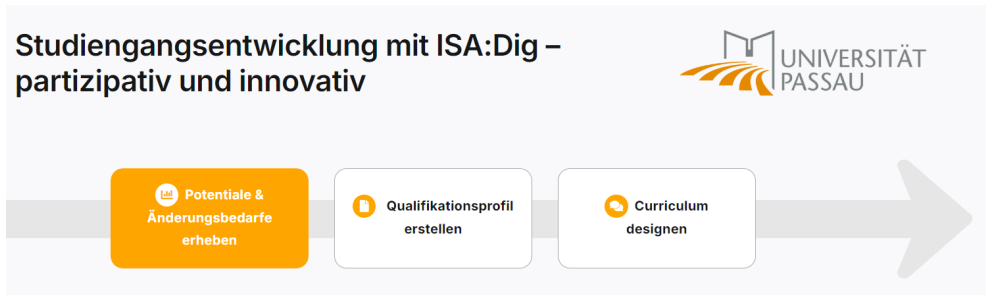 Studiengangsentwicklung mit ISA:Dig –
partizipativ und innovativ
UNIVERSITÄT
PASSAU
Potentiale &
Änderungsbedarfe
erheben
Qualifikationsprofil
erstellen
Curriculum
designen